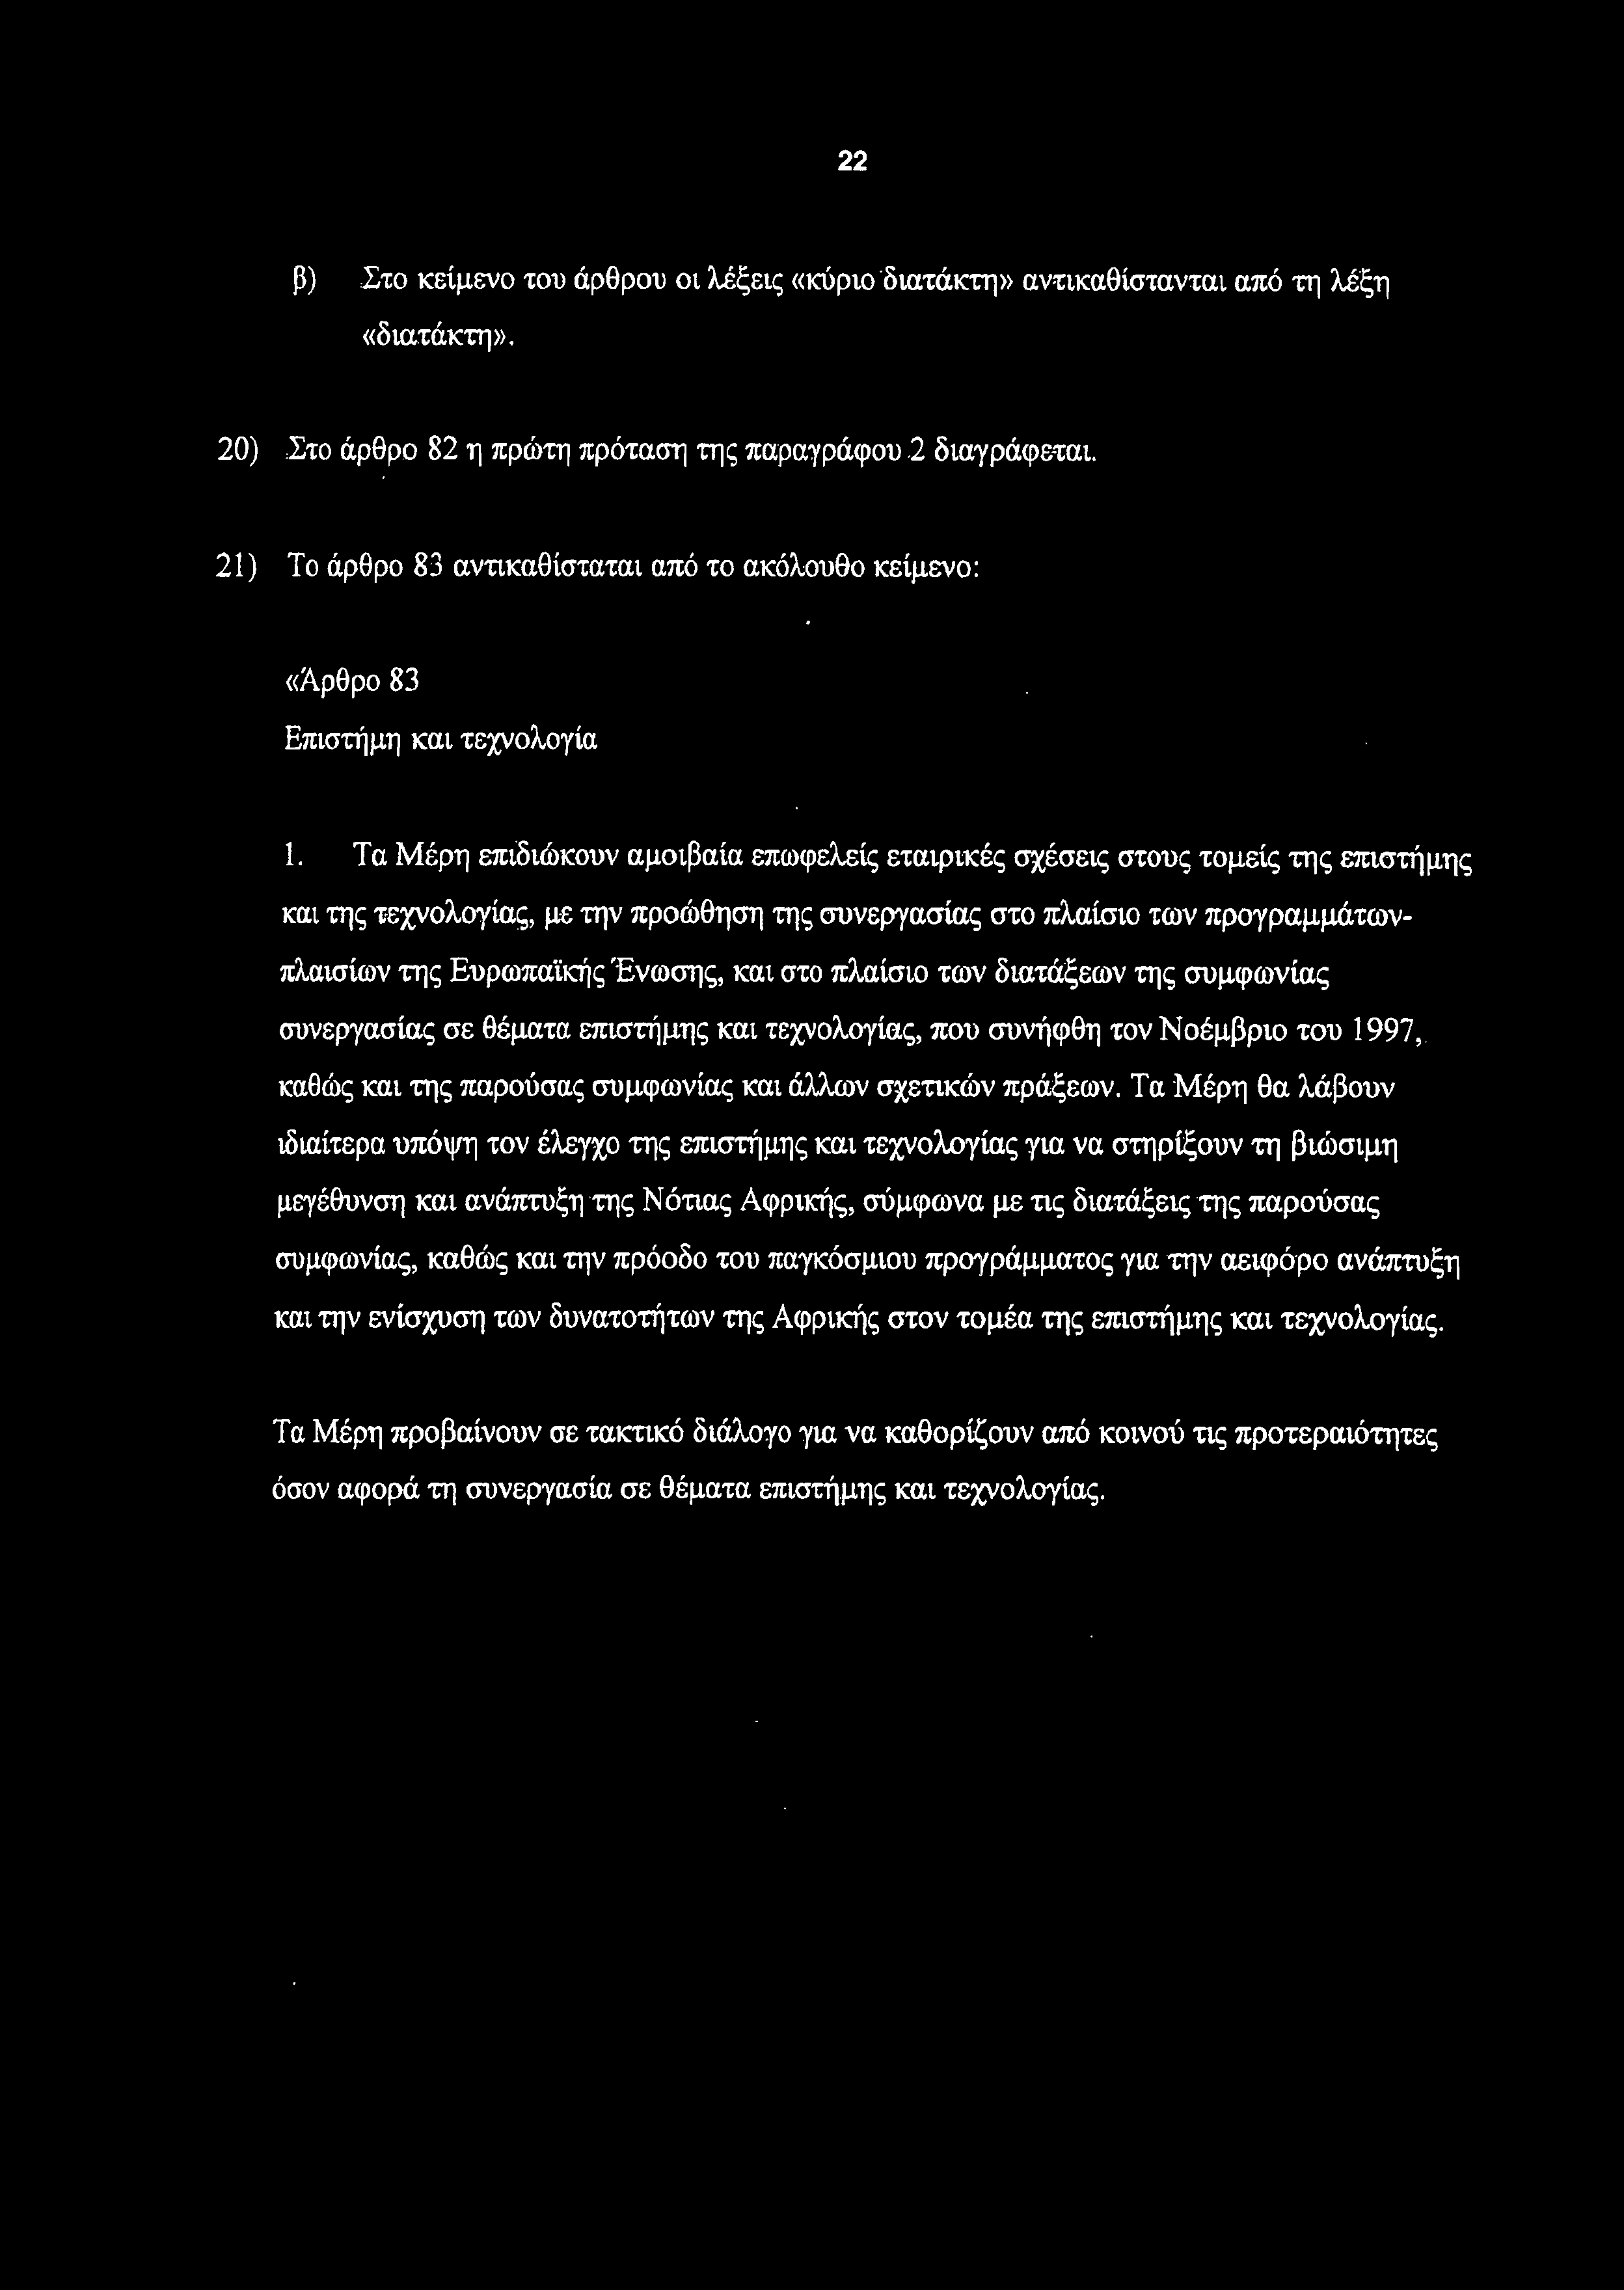 22
β) Στο κείμενο του άρθρου οι λέξεις «κύριο διατάκτη» αντικαθίστανται από τη λέξη
«διατάκτη».
20) Στο άρθρο 82 η πρώτη πρόταση της παραγράφου 2 διαγράφεται.
21) Το άρθρο 83 αντικαθίσταται από το ακόλουθο κείμενο:
«Άρθρο 83
Επιστήμη και τεχνολογία
1. Τα Μέρη επιδιώκουν αμοιβαία επωφελείς εταιρικές σχέσεις στους τομείς της επιστήμης
και της τεχνολογίας, με την προώθηση της συνεργασίας στο πλαίσιο των προγραμμάτων-
πλαισίων της Ευρωπαϊκής Ένωσης, και στο πλαίσιο των διατάξεων της συμφωνίας
συνεργασίας σε θέματα επιστήμης και τεχνολογίας, που συνήφθη τον Νοέμβριο του 1997,
καθώς και της παρούσας συμφωνίας και άλλων σχετικών πράξεων. Τα Μέρη θα λάβουν
ιδιαίτερα υπόψη τον έλεγχο της επιστήμης και τεχνολογίας για να στηρίξουν τη βιώσιμη
μεγέθυνση και ανάπτυξη της Νότιας Αφρικής, σύμφωνα με τις διατάξεις της παρούσας
συμφωνίας, καθώς και την πρόοδο του παγκόσμιου προγράμματος για την αειφόρο ανάπτυξη
και την ενίσχυση των δυνατοτήτων της Αφρικής στον τομέα της επιστήμης και τεχνολογίας.
Τα Μέρη προβαίνουν σε τακτικό διάλογο για να καθορίζουν από κοινού τις προτεραιότητες
όσον αφορά τη συνεργασία σε θέματα επιστήμης και τεχνολογίας.